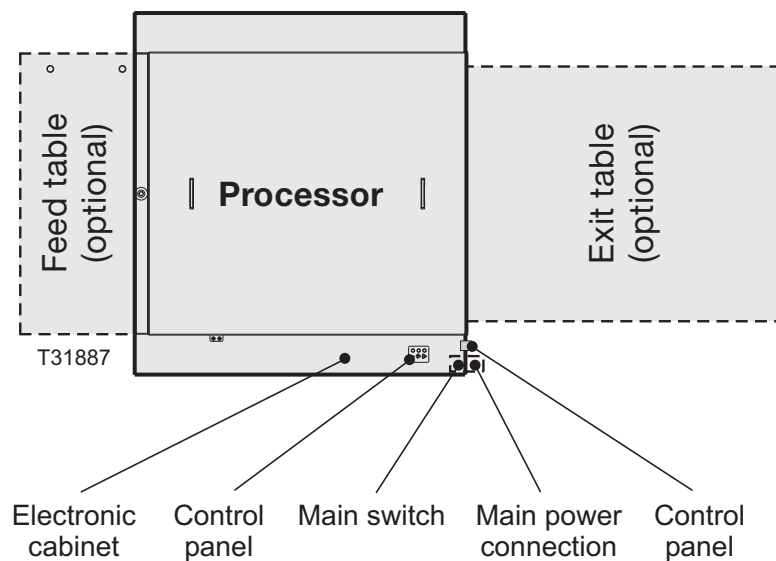 Feed table
(optional)
Processor
Exit table
(optional)
T31887
Electronic
cabinet
Control
panel
Main switch
Main power
connection
Control
panel